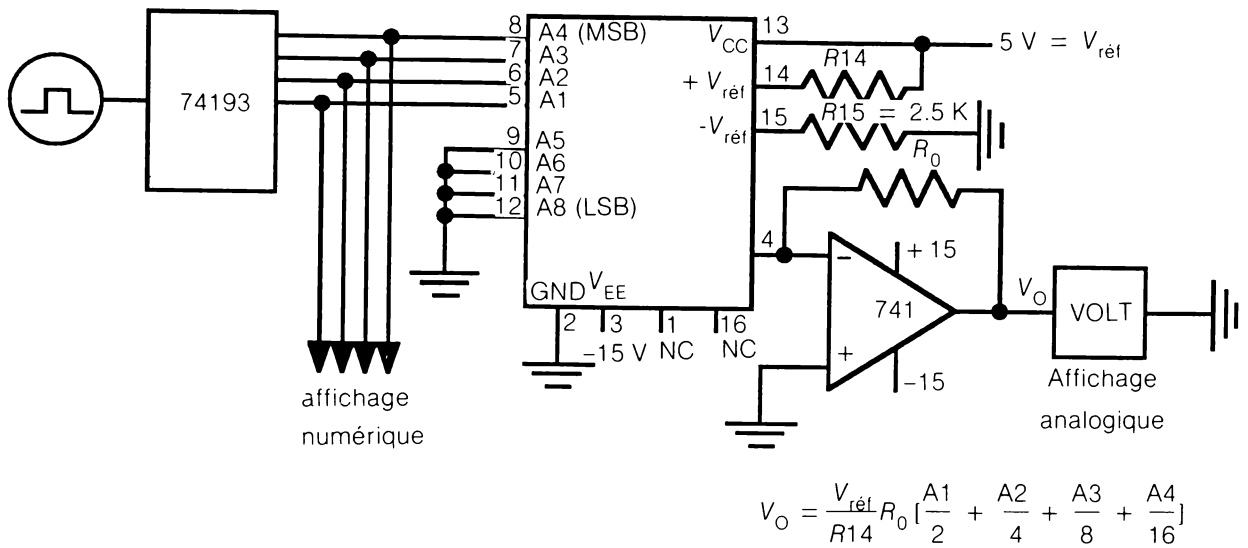 74193
8
7
6
5
A4 (MSB)
A3
A2
A1
9
10
11
12
A5
A6
A7
A8 (LSB)
V_CC
13
5 V = V_réf
+ V_réf
14
R14
-V_réf
15
R15 = 2.5 K
R_0
4
GND
V_EE
2
3
1
16
-15 V
NC
NC
−
+
741
+ 15
-15
V_O
VOLT
Affichage
analogique
affichage
numérique
V_O = V_réf/R14 R_0 [A1/2 + A2/4 + A3/8 + A4/16]